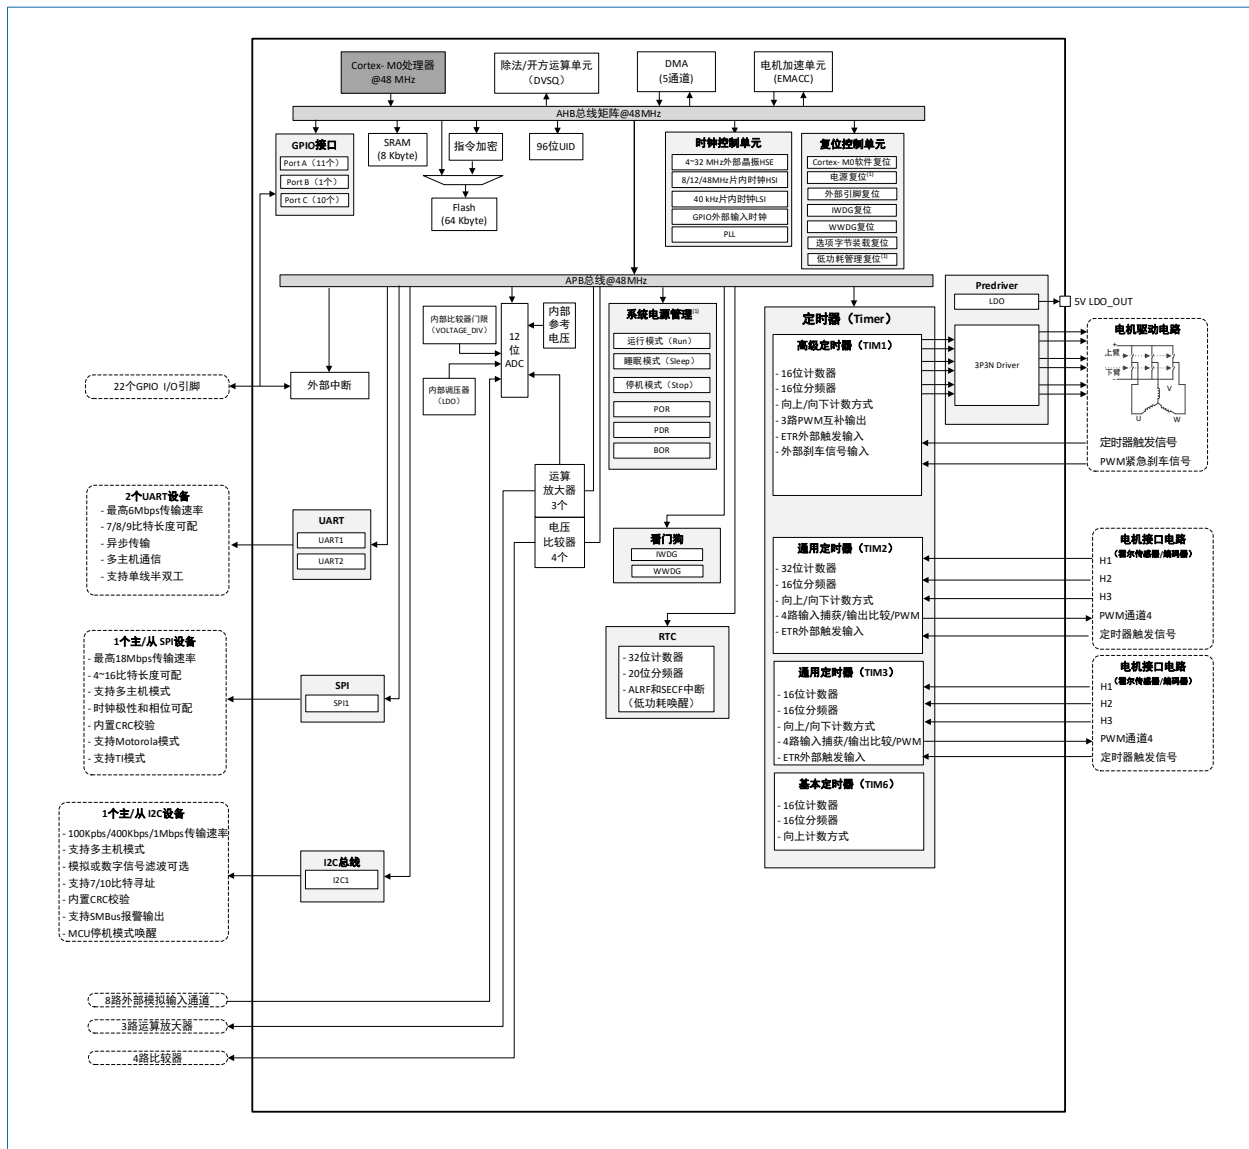 Cortex- M0处理器
@48 MHz
除法/开方运算单元
（DVSQ）
DMA
(5通道)
电机加速单元
(EMACC)
AHB总线矩阵@48MHz
GPIO接口
Port A（11个）
Port B（1个）
Port C（10个）
SRAM
(8 Kbyte)
指令加密
96位UID
Flash
(64 Kbyte)
时钟控制单元
4~32 MHz外部晶振HSE
8/12/48MHz片内时钟HSI
40 kHz片内时钟LSI
GPIO外部输入时钟
PLL
复位控制单元
Cortex- M0软件复位
电源复位(1)
外部引脚复位
IWDG复位
WWDG复位
选项字节装载复位
低功耗管理复位(1)
APB总线@48MHz
Predriver
LDO
5V LDO_OUT
3P3N Driver
电机驱动电路
+
上臂
下臂
-
V
U
W
定时器触发信号
PWM紧急刹车信号
内部比较器门限
（VOLTAGE_DIV）
12
位
ADC
内部
参考
电压
内部调压器
（LDO）
系统电源管理(1)
运行模式（Run）
睡眠模式（Sleep）
停机模式（Stop）
POR
PDR
BOR
定时器（Timer）
高级定时器（TIM1）
- 16位计数器
- 16位分频器
- 向上/向下计数方式
- 3路PWM互补输出
- ETR外部触发输入
- 外部刹车信号输入
22个GPIO I/O引脚
外部中断
运算
放大器
3个
电压
比较器
4个
2个UART设备
- 最高6Mbps传输速率
- 7/8/9比特长度可配
- 异步传输
- 多主机通信
- 支持单线半双工
UART
UART1
UART2
看门狗
IWDG
WWDG
通用定时器（TIM2）
- 32位计数器
- 16位分频器
- 向上/向下计数方式
- 4路输入捕获/输出比较/PWM
- ETR外部触发输入
电机接口电路
（霍尔传感器/编码器）
H1
H2
H3
PWM通道4
定时器触发信号
1个主/从 SPI设备
- 最高18Mbps传输速率
- 4~16比特长度可配
- 支持多主机模式
- 时钟极性和相位可配
- 内置CRC校验
- 支持Motorola模式
- 支持TI模式
SPI
SPI1
RTC
- 32位计数器
- 20位分频器
- ALRF和SECF中断
（低功耗唤醒）
通用定时器（TIM3）
- 16位计数器
- 16位分频器
- 向上/向下计数方式
- 4路输入捕获/输出比较/PWM
- ETR外部触发输入
电机接口电路
（霍尔传感器/编码器）
H1
H2
H3
PWM通道4
定时器触发信号
基本定时器（TIM6）
- 16位计数器
- 16位分频器
- 向上计数方式
1个主/从 I2C设备
- 100Kpbs/400Kbps/1Mbps传输速率
- 支持多主机模式
- 模拟或数字信号滤波可选
- 支持7/10比特寻址
- 内置CRC校验
- 支持SMBus报警输出
- MCU停机模式唤醒
I2C总线
I2C1
8路外部模拟输入通道
3路运算放大器
4路比较器